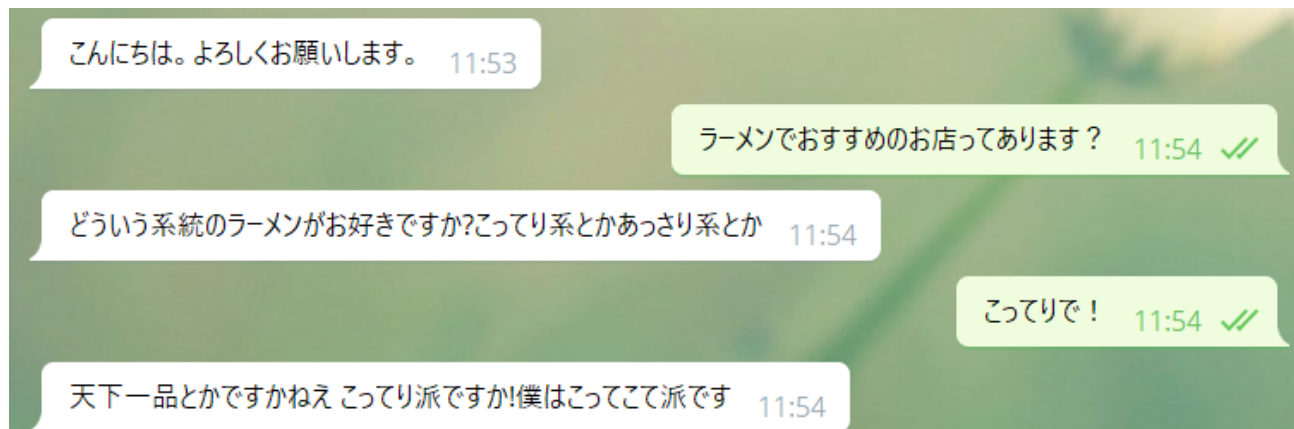 こんにちは。よろしくお願いします。 11:53
ラーメンでおすすめのお店ってあります？ 11:54
どういう系統のラーメンがお好きですか?こってり系とかあっさり系とか 11:54
こってりで！ 11:54
天下一品とかですかねえ こってり派ですか!僕はこってこて派です 11:54